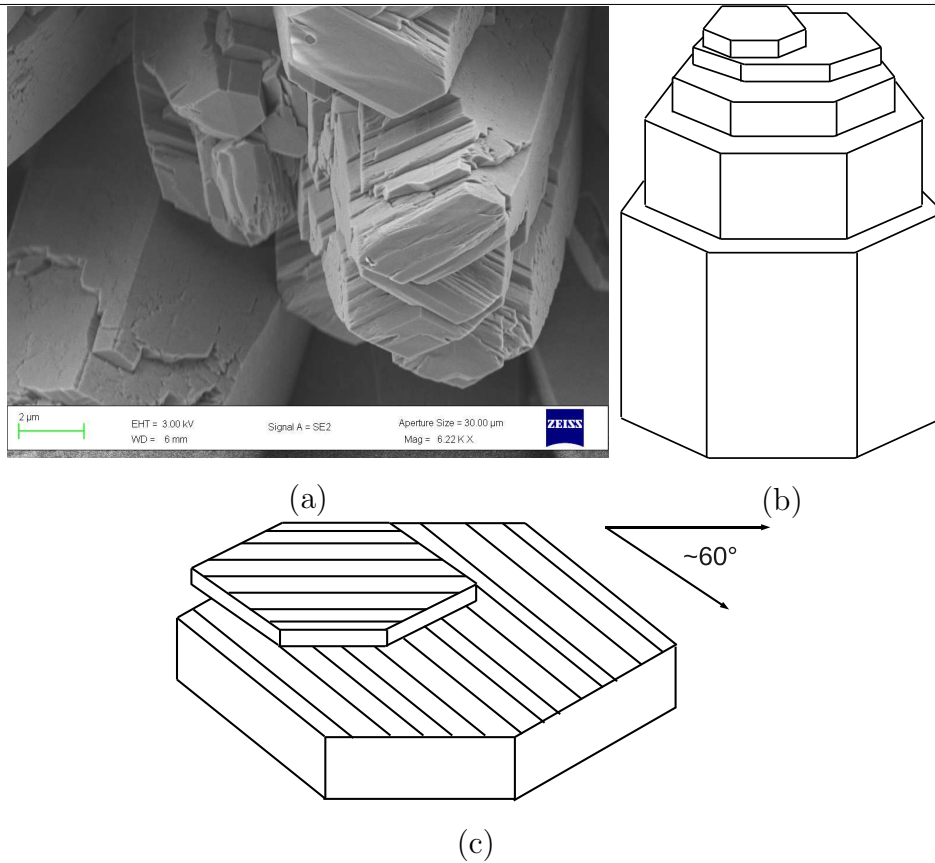 2 µm
EHT = 3.00 kV
WD = 6 mm
Signal A = SE2
Aperture Size = 30.00 µm
Mag = 6.22 K X
ZEISS
(a)
(b)
~60°
(c)